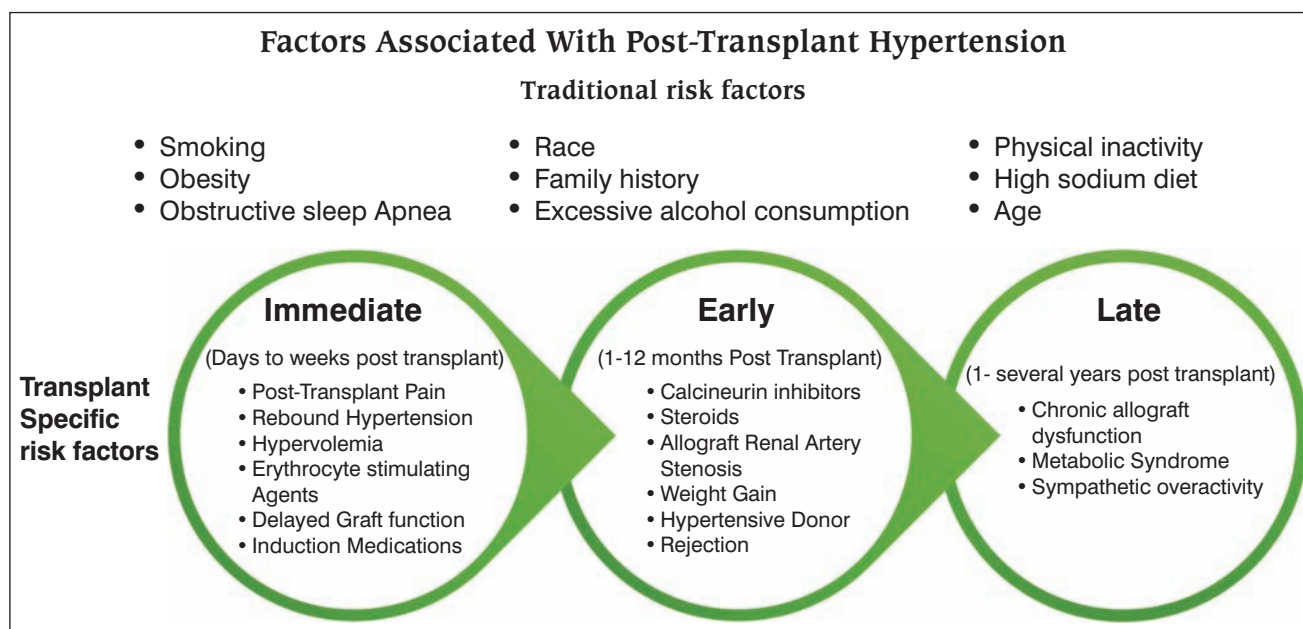 Factors Associated With Post-Transplant Hypertension
Traditional risk factors
• Smoking
• Obesity
• Obstructive sleep Apnea
• Race
• Family history
• Excessive alcohol consumption
• Physical inactivity
• High sodium diet
• Age
Transplant
Specific
risk factors
Immediate
(Days to weeks post transplant)
• Post-Transplant Pain
• Rebound Hypertension
• Hypervolemia
• Erythrocyte stimulating
Agents
• Delayed Graft function
• Induction Medications
Early
(1-12 months Post Transplant)
• Calcineurin inhibitors
• Steroids
• Allograft Renal Artery
Stenosis
• Weight Gain
• Hypertensive Donor
• Rejection
Late
(1- several years post transplant)
• Chronic allograft
dysfunction
• Metabolic Syndrome
• Sympathetic overactivity